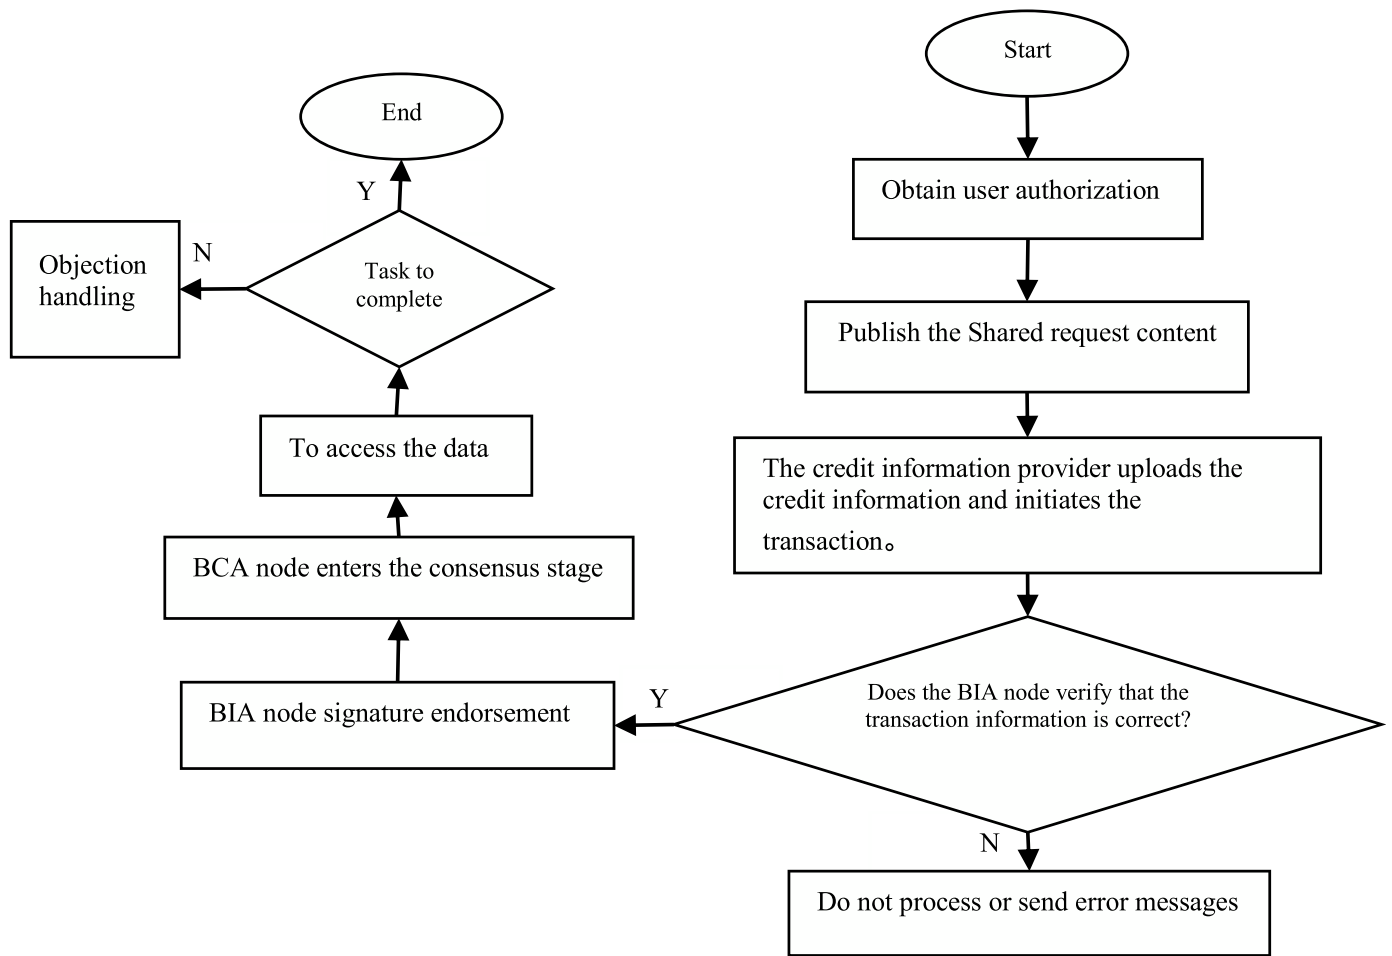 Start
Obtain user authorization
Publish the Shared request content
The credit information provider uploads the
credit information and initiates the
transaction。
Does the BIA node verify that the
transaction information is correct?
N
Do not process or send error messages
Y
BIA node signature endorsement
BCA node enters the consensus stage
To access the data
Task to
complete
N
Objection
handling
Y
End